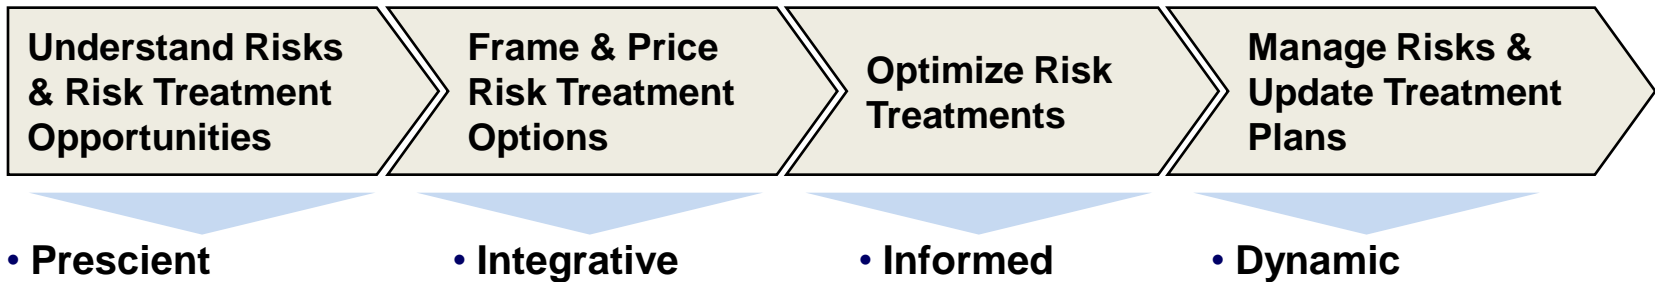 Understand Risks
& Risk Treatment
Opportunities
Frame & Price
Risk Treatment
Options
Optimize Risk
Treatments
Manage Risks &
Update Treatment
Plans
• Prescient
• Integrative
• Informed
• Dynamic